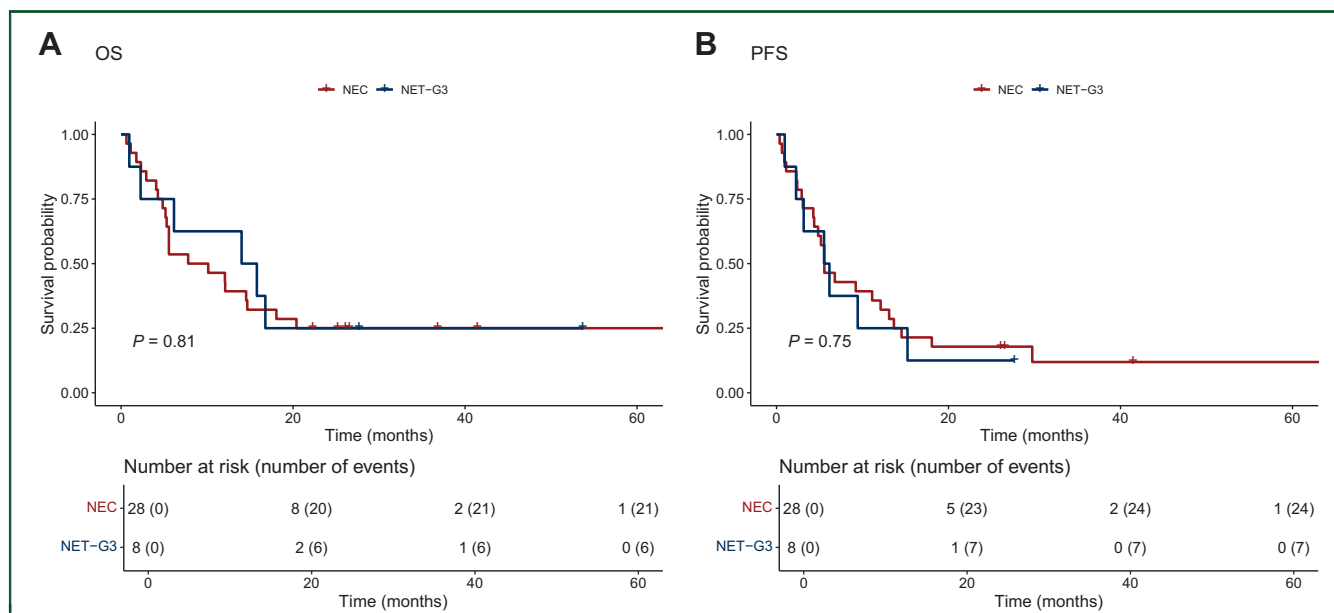 A
OS
NEC NET-G3
1.00
0.75
0.50
0.25
0.00
Survival probability
P = 0.81
0 20 40 60
Time (months)
Number at risk (number of events)
NEC 28 (0) 8 (20) 2 (21) 1 (21)
NET-G3 8 (0) 2 (6) 1 (6) 0 (6)
0 20 40 60
Time (months)
B
PFS
NEC NET-G3
1.00
0.75
0.50
0.25
0.00
Survival probability
P = 0.75
0 20 40 60
Time (months)
Number at risk (number of events)
NEC 28 (0) 5 (23) 2 (24) 1 (24)
NET-G3 8 (0) 1 (7) 0 (7) 0 (7)
0 20 40 60
Time (months)